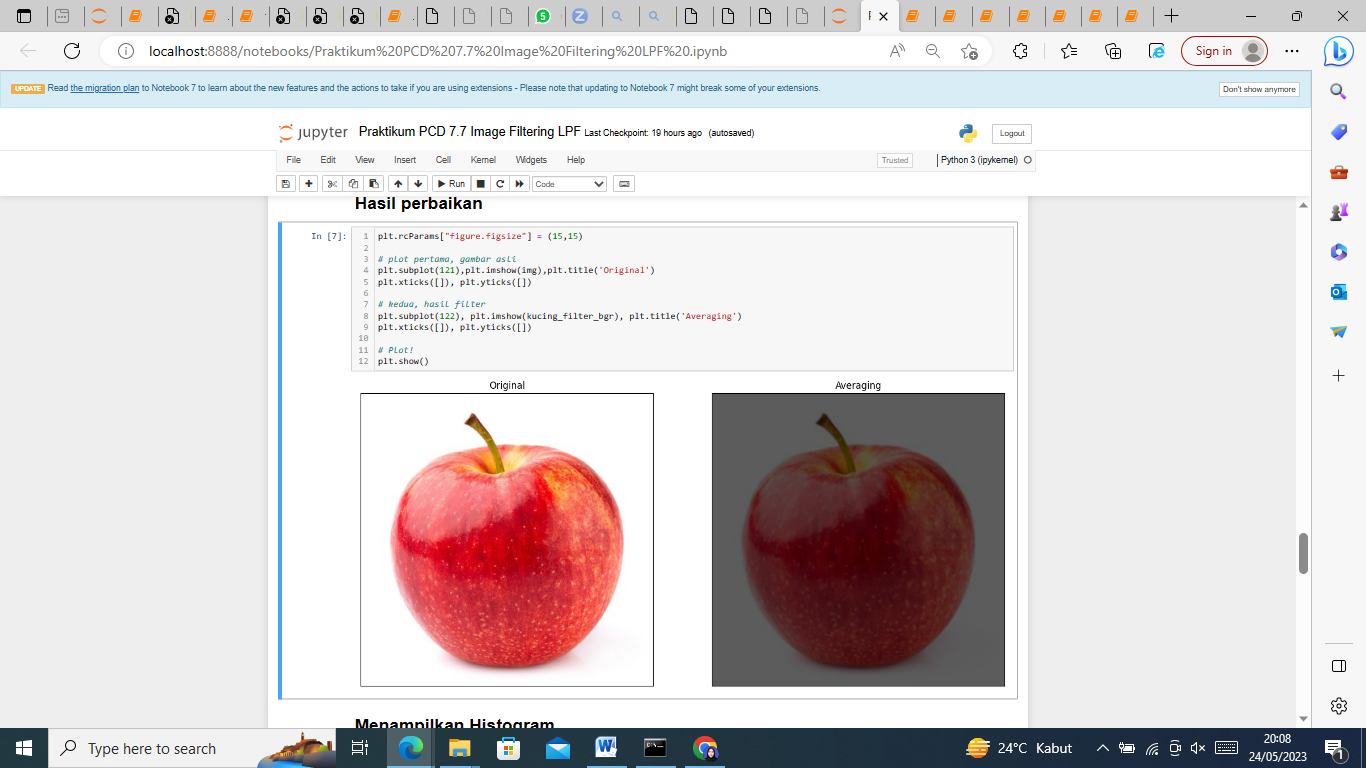 localhost:8888/notebooks/Praktikum%20PCD%207.7%20Image%20Filtering%20LPF%20.ipynb
Sign in
UPDATE Read the migration plan to Notebook 7 to learn about the new features and the actions to take if you are using extensions - Please note that updating to Notebook 7 might break some of your extensions.
Don't show anymore
jupyter Praktikum PCD 7.7 Image Filtering LPF Last Checkpoint: 19 hours ago (autosaved)
Logout
File Edit View Insert Cell Kernel Widgets Help
Trusted
Python 3 (ipykernel)
Run
Code
Hasil perbaikan
In [7]:
1 plt.rcParams["figure.figsize"] = (15,15)
2
3 # plot pertama, gambar asli
4 plt.subplot(121),plt.imshow(img),plt.title('Original')
5 plt.xticks([]), plt.yticks([])
6
7 # kedua, hasil filter
8 plt.subplot(122), plt.imshow(kucing_filter_bgr), plt.title('Averaging')
9 plt.xticks([]), plt.yticks([])
10
11 # Plot!
12 plt.show()
Original
Averaging
Menampilkan Histogram
Type here to search
24°C Kabut
20:08
24/05/2023
1